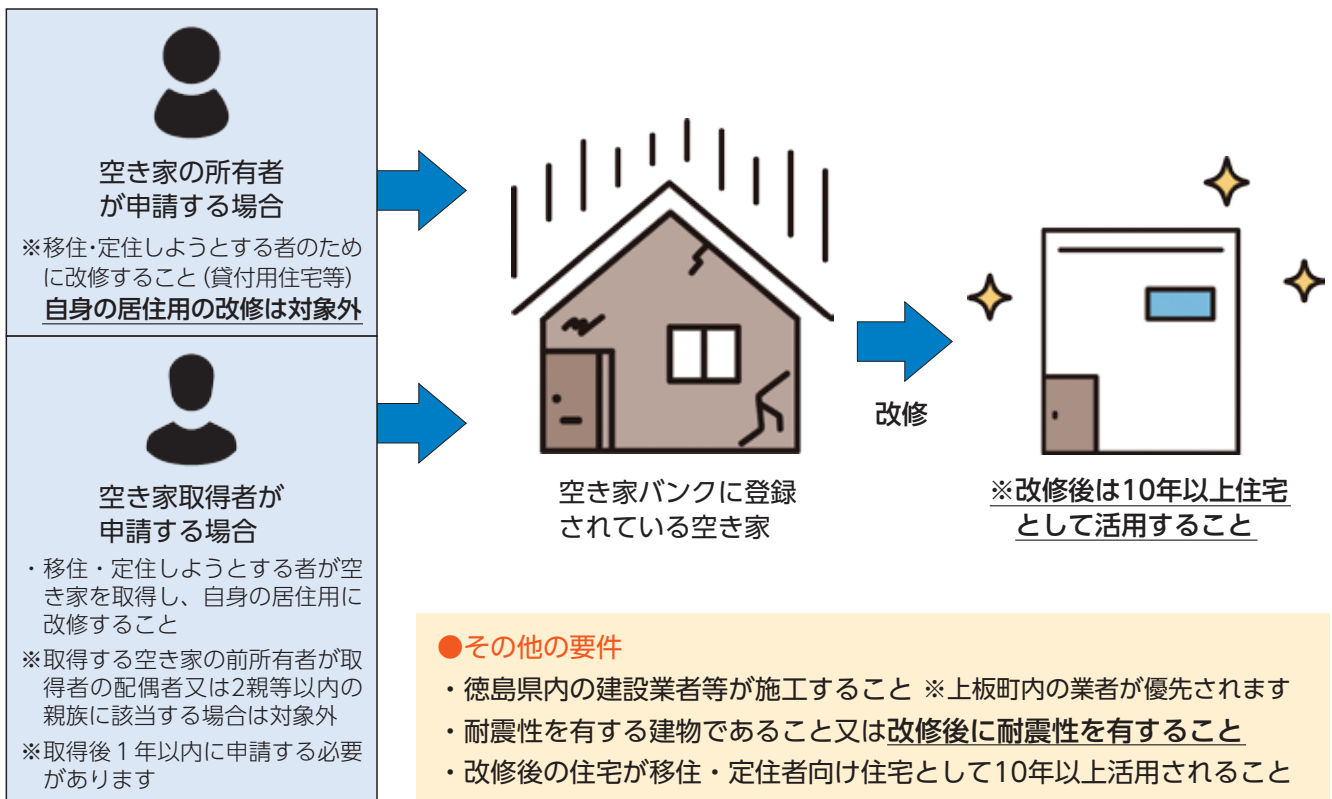 空き家の所有者
が申請する場合
※移住・定住しようとする者のため
に改修すること（貸付用住宅等）
自身の居住用の改修は対象外
空き家取得者が
申請する場合
・移住・定住しようとする者が空
き家を取得し、自身の居住用に
改修すること
※取得する空き家の前所有者が取
得者の配偶者又は2親等以内の
親族に該当する場合は対象外
※取得後１年以内に申請する必要
があります
空き家バンクに登録
されている空き家
改修
※改修後は10年以上住宅
として活用すること
●その他の要件
・徳島県内の建設業者等が施工すること ※上板町内の業者が優先されます
・耐震性を有する建物であること又は改修後に耐震性を有すること
・改修後の住宅が移住・定住者向け住宅として10年以上活用されること